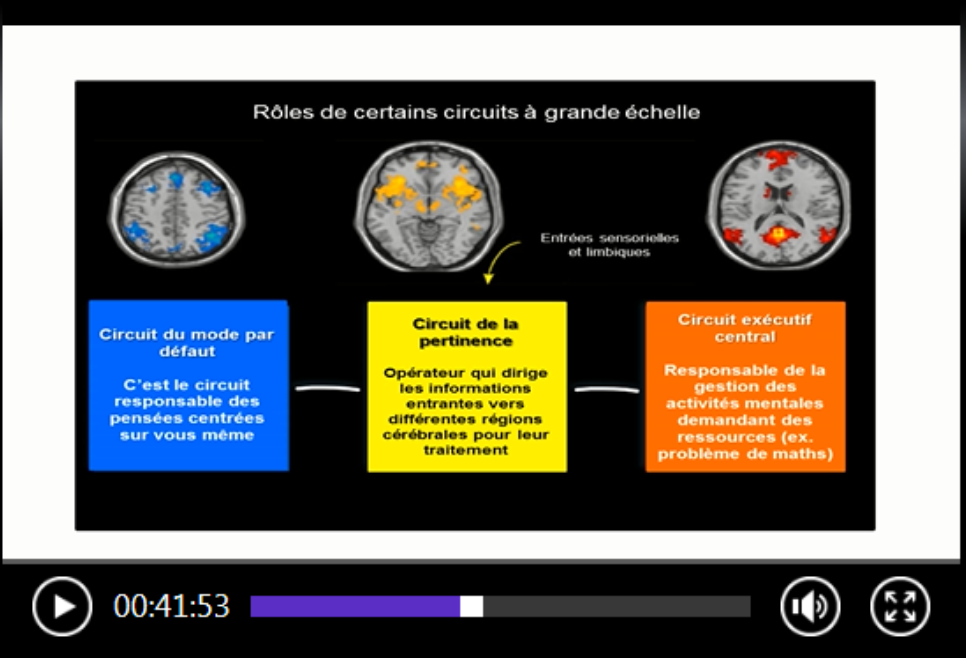 Rôles de certains circuits à grande échelle
Entrées sensorielles
et limbiques
Circuit du mode par
défaut
C'est le circuit
responsable des
pensées centrées
sur vous même
Circuit de la
pertinence
Opérateur qui dirige
les informations
entrantes vers
différentes régions
cérébrales pour leur
traitement
Circuit exécutif
central
Responsable de la
gestion des
activités mentales
demandant des
ressources (ex.
problème de maths)
00:41:53